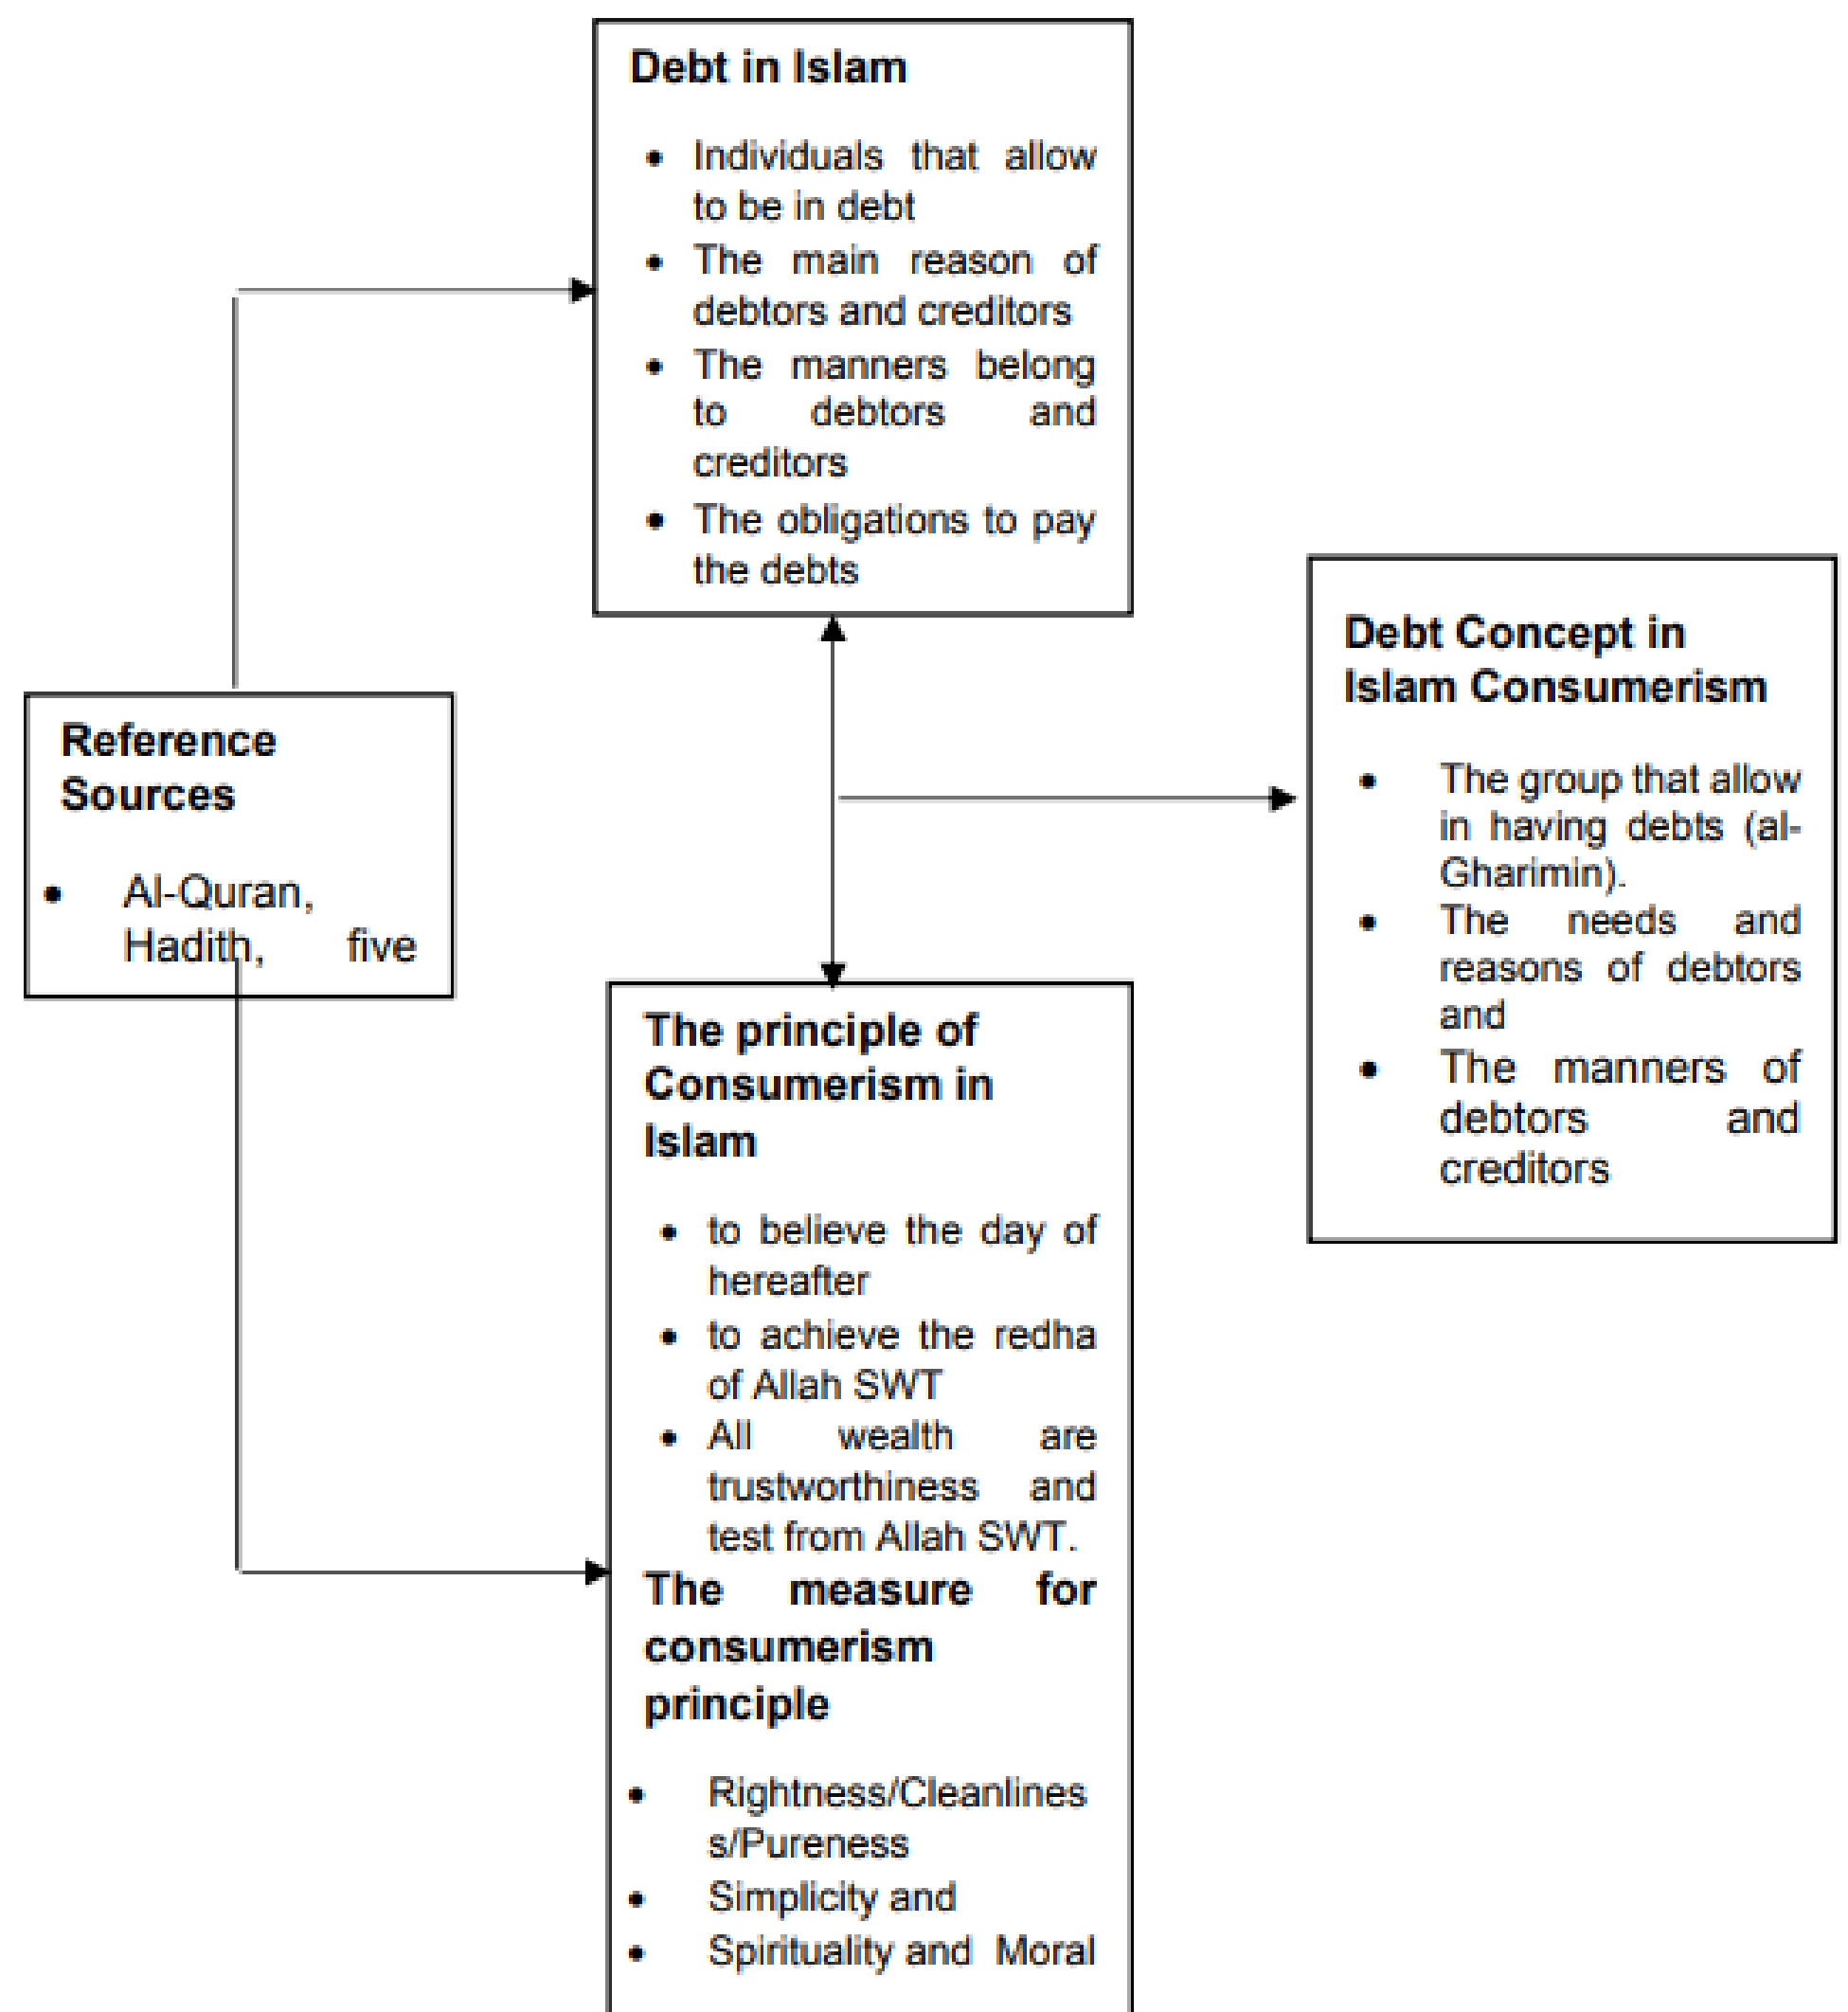 Debt in Islam
• Individuals that allow
to be in debt
• The main reason of
debtors and creditors
• The manners belong
to debtors and
creditors
• The obligations to pay
the debts
Reference
Sources
• Al-Quran,
Hadith, five
Debt Concept in
Islam Consumerism
• The group that allow
in having debts (al-
Gharimin).
• The needs and
reasons of debtors
and
• The manners of
debtors and
creditors
The principle of
Consumerism in
Islam
• to believe the day of
hereafter
• to achieve the redha
of Allah SWT
• All wealth are
trustworthiness and
test from Allah SWT.
The measure for
consumerism
principle
• Rightness/Cleanlines
s/Pureness
• Simplicity and
• Spirituality and Moral